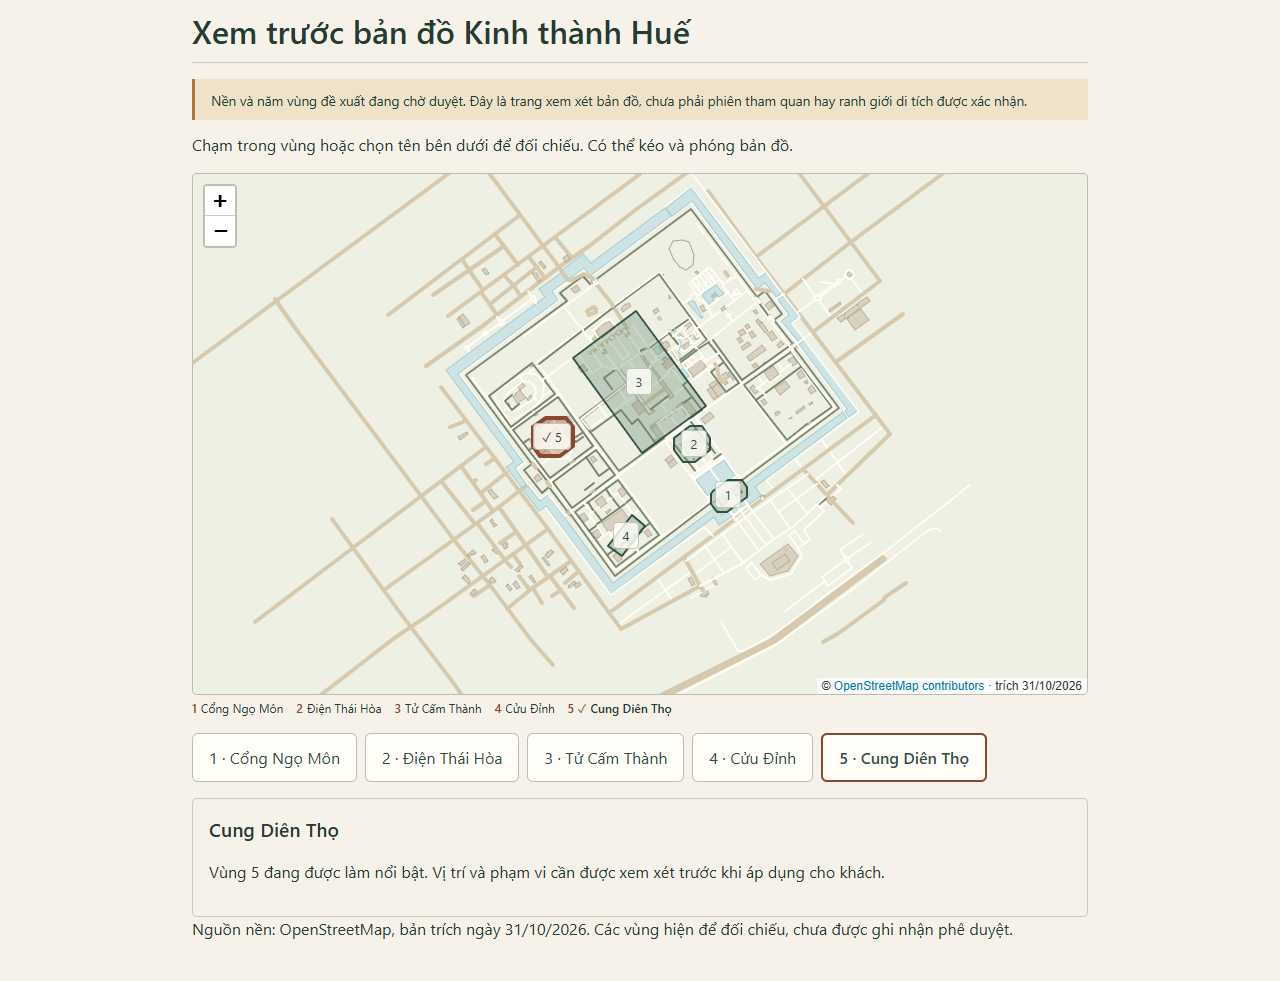 Xem trước bản đồ Kinh thành Huế
Nền và năm vùng đề xuất đang chờ duyệt. Đây là trang xem xét bản đồ, chưa phải phiên tham quan hay ranh giới di tích được xác nhận.
Chạm trong vùng hoặc chọn tên bên dưới để đối chiếu. Có thể kéo và phóng bản đồ.
+
−
3
✓ 5
2
1
4
© OpenStreetMap contributors · trích 31/10/2026
1 Cổng Ngọ Môn 2 Điện Thái Hòa 3 Tử Cấm Thành 4 Cửu Đỉnh 5 ✓ Cung Diên Thọ
1 · Cổng Ngọ Môn 2 · Điện Thái Hòa 3 · Tử Cấm Thành 4 · Cửu Đỉnh 5 · Cung Diên Thọ
Cung Diên Thọ
Vùng 5 đang được làm nổi bật. Vị trí và phạm vi cần được xem xét trước khi áp dụng cho khách.
Nguồn nền: OpenStreetMap, bản trích ngày 31/10/2026. Các vùng hiện để đối chiếu, chưa được ghi nhận phê duyệt.